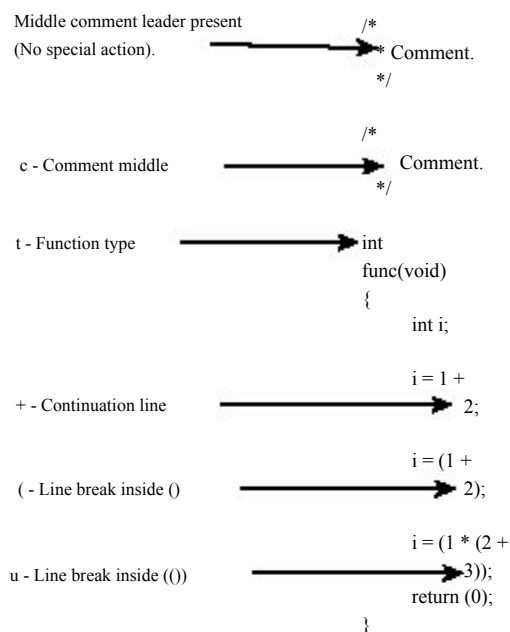 Middle comment leader present
(No special action).
/*
* Comment.
*/
/*
c - Comment middle
Comment.
*/
t - Function type
int
func(void)
{
int i;
i = 1 +
+ - Continuation line
2;
i = (1 +
( - Line break inside ()
2);
i = (1 * (2 +
u - Line break inside (())
3));
return (0);
}